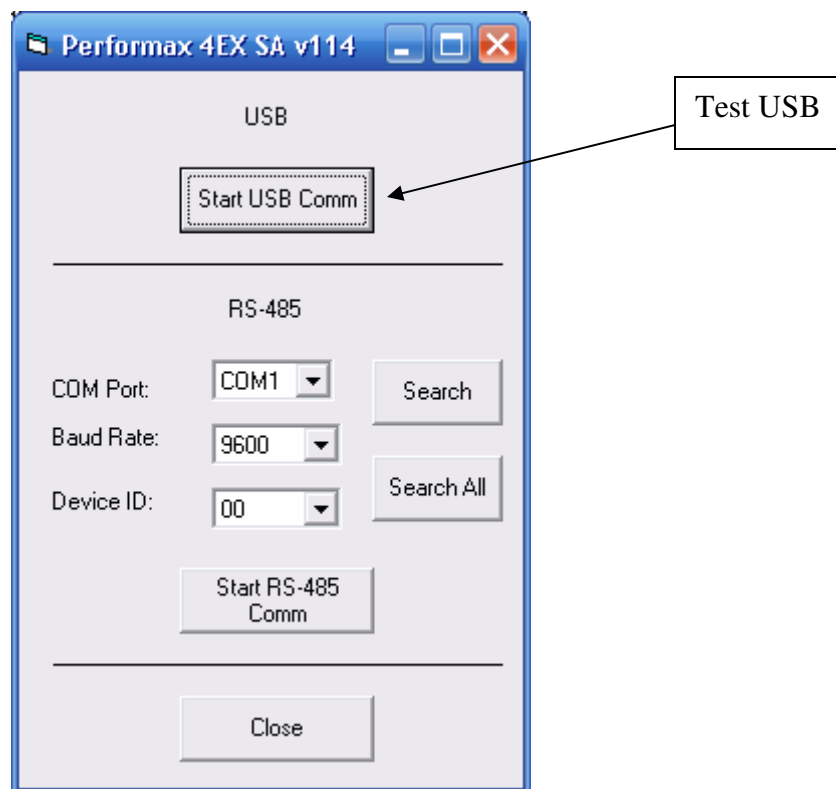 Performax 4EX SA v114
Test USB
USB
Start USB Comm
RS-485
COM Port:
COM1
Search
Baud Rate:
9600
Search All
Device ID:
00
Start RS-485
Comm
Close